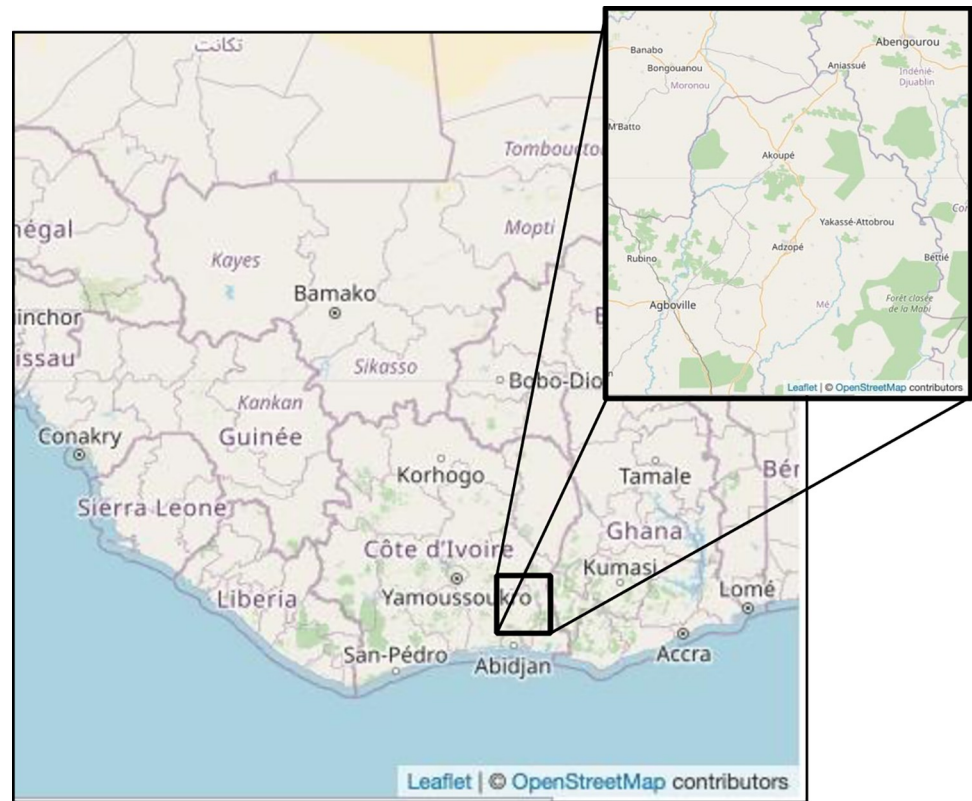 تكانت
Tombouctou
négal
Kayes
Mopti
Bamako
inchor
issau
Sikasso
Bobo-Dio
Kankan
Guinée
Conakry
Korhogo
Tamale
Bér
Sierra Leone
Ghana
Côte d'Ivoire
Kumasi
Yamoussoukro
Liberia
Lomé
San-Pédro
Abidjan
Accra
Leaflet | © OpenStreetMap contributors
Abengourou
Banabo
Bongouanou
Aniassué
Indénié-
Djuablin
Moronou
M'Batto
Akoupé
Yakassé-Attobrou
Adzopé
Rubino
Bettié
Agboville
Mé
Forêt classée
de la Mabi
Leaflet | © OpenStreetMap contributors